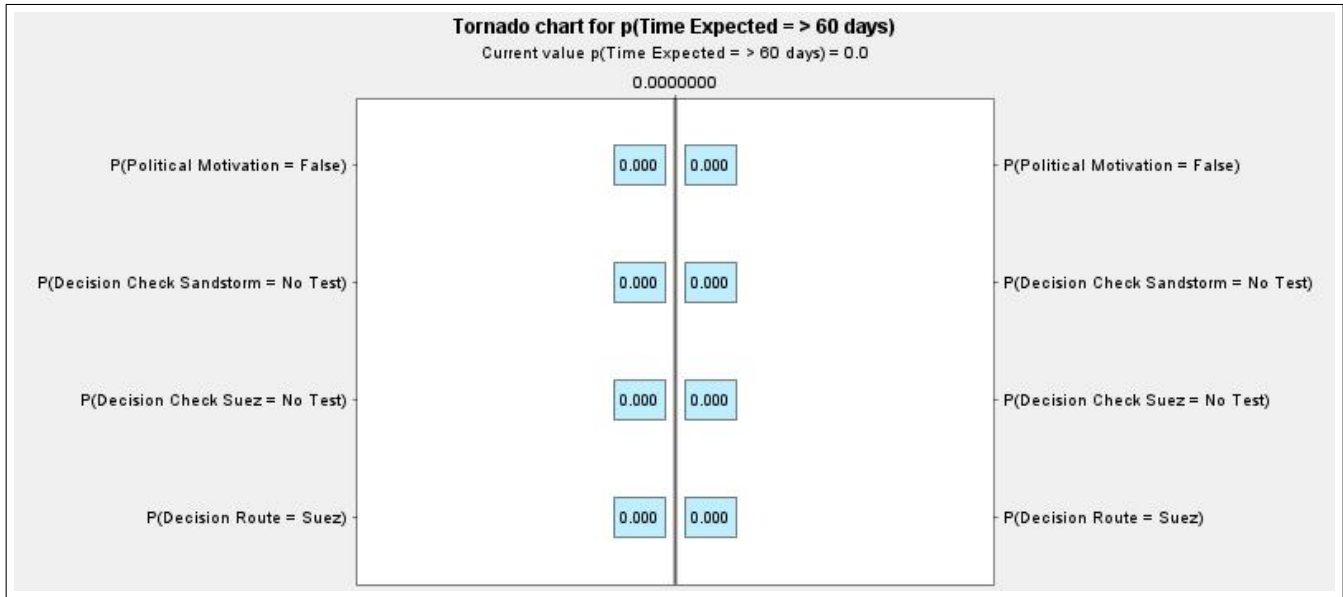 Tornado chart for p(Time Expected = > 60 days)
Current value p(Time Expected = > 60 days) = 0.0
0.0000000
P(Political Motivation = False) 0.000 0.000 P(Political Motivation = False)
P(Decision Check Sandstorm = No Test) 0.000 0.000 P(Decision Check Sandstorm = No Test)
P(Decision Check Suez = No Test) 0.000 0.000 P(Decision Check Suez = No Test)
P(Decision Route = Suez) 0.000 0.000 P(Decision Route = Suez)